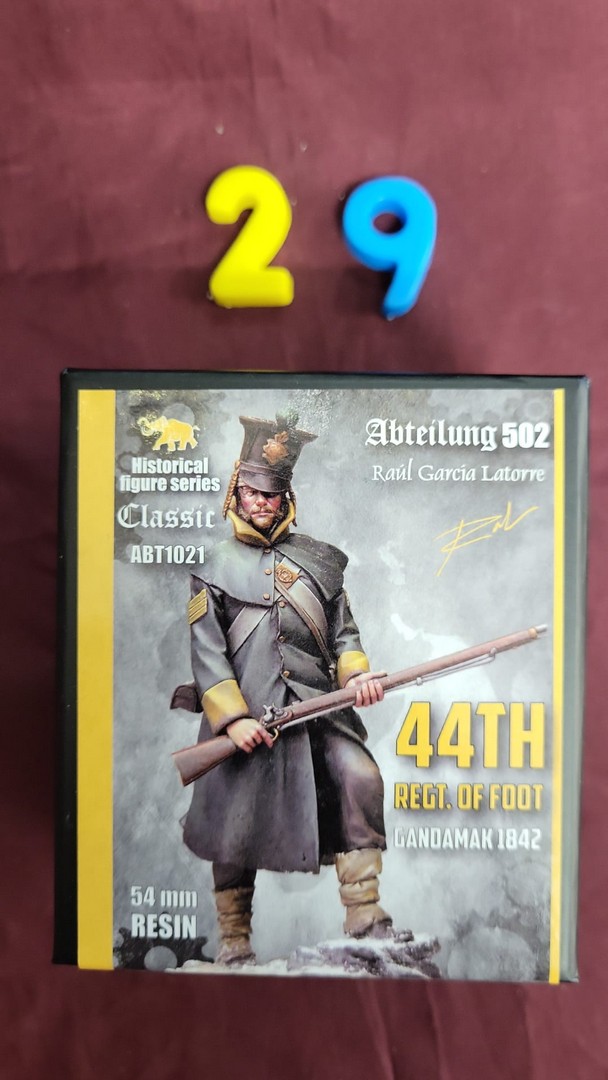 29
Historical
figure series
Classic
ABT1021
Abteilung 502
Raúl García Latorre
44TH
REGT. OF FOOT
GANDAMAK 1842
54 mm
RESIN